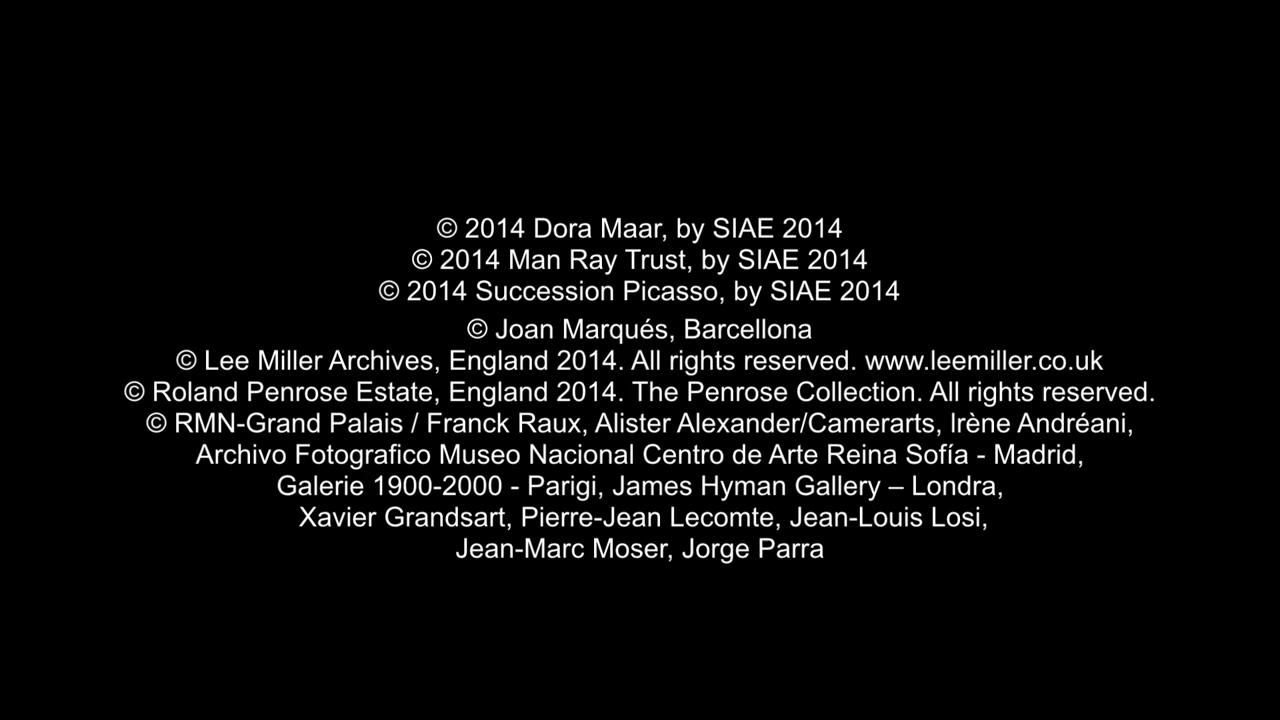 © 2014 Dora Maar, by SIAE 2014
© 2014 Man Ray Trust, by SIAE 2014
© 2014 Succession Picasso, by SIAE 2014
© Joan Marqués, Barcellona
© Lee Miller Archives, England 2014. All rights reserved. www.leemiller.co.uk
© Roland Penrose Estate, England 2014. The Penrose Collection. All rights reserved.
© RMN-Grand Palais / Franck Raux, Alister Alexander/Camerarts, Irène Andréani,
Archivo Fotografico Museo Nacional Centro de Arte Reina Sofía - Madrid,
Galerie 1900-2000 - Parigi, James Hyman Gallery – Londra,
Xavier Grandsart, Pierre-Jean Lecomte, Jean-Louis Losi,
Jean-Marc Moser, Jorge Parra